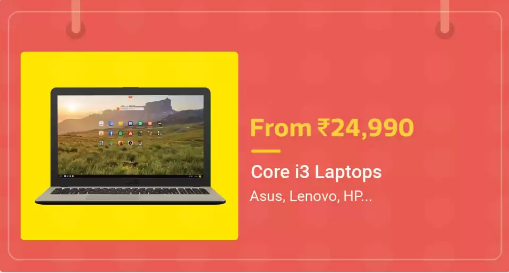 From ₹24,990
Core i3 Laptops
Asus, Lenovo, HP...